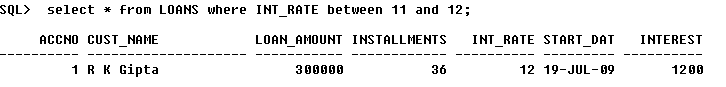 SQL> select * from LOANS where INT_RATE between 11 and 12;
ACCNO CUST_NAME LOAN_AMOUNT INSTALLMENTS INT_RATE START_DAT INTEREST
---------- -------------------- ----------- ------------ ---------- --------- ----------
1 R K Gipta 300000 36 12 19-JUL-09 1200